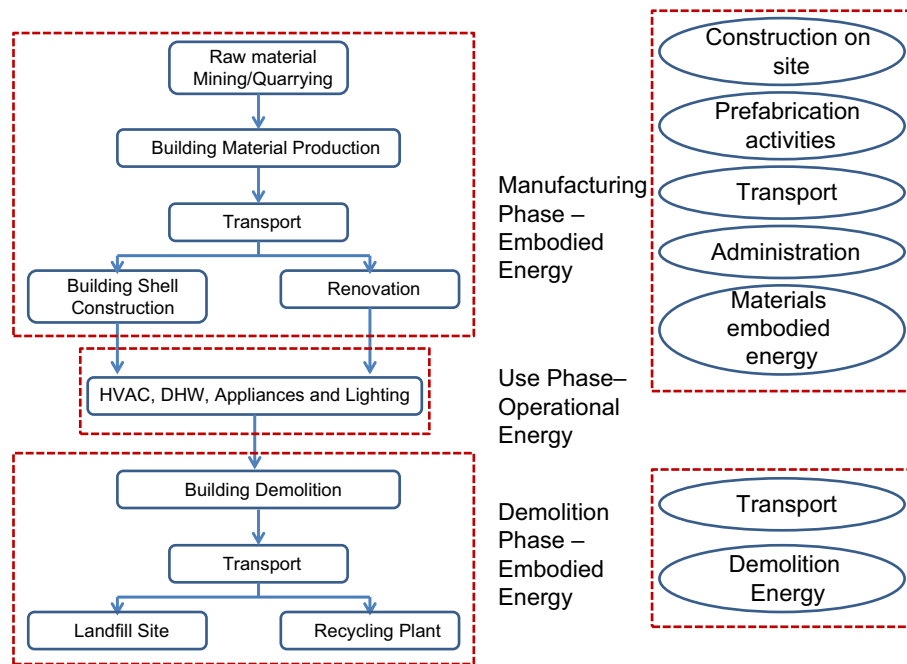 Raw material
Mining/Quarrying
Building Material Production
Transport
Building Shell
Construction
Renovation
HVAC, DHW, Appliances and Lighting
Building Demolition
Transport
Landfill Site
Recycling Plant
Manufacturing
Phase –
Embodied
Energy
Use Phase–
Operational
Energy
Demolition
Phase –
Embodied
Energy
Construction on
site
Prefabrication
activities
Transport
Administration
Materials
embodied
energy
Transport
Demolition
Energy